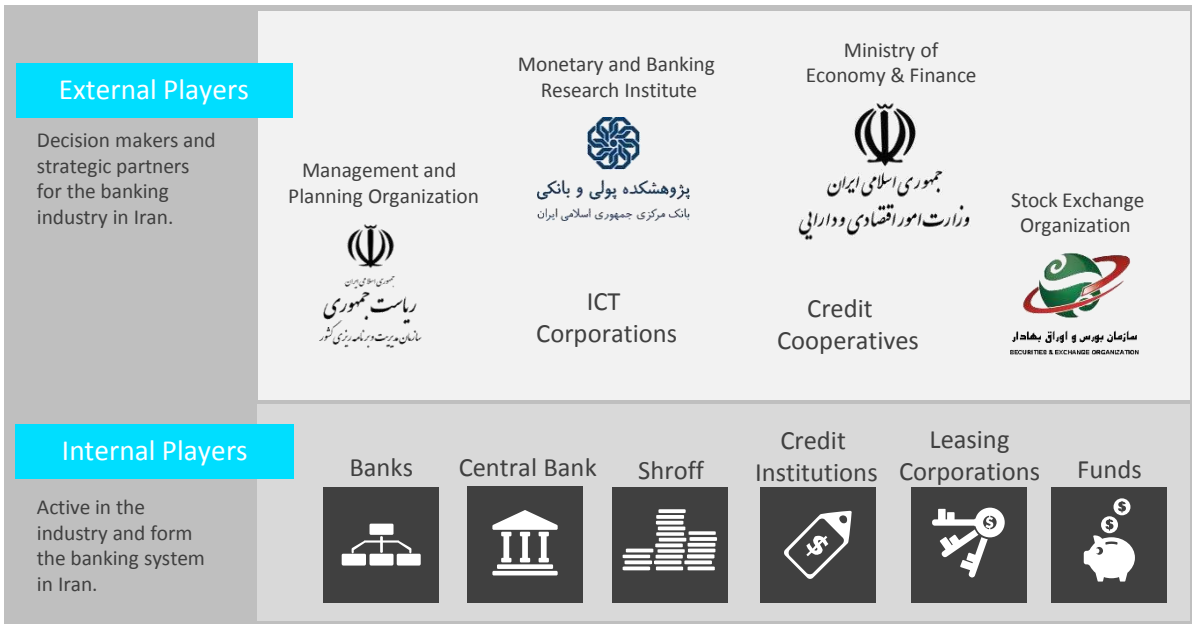 External Players
Decision makers and
strategic partners
for the banking
industry in Iran.
Management and
Planning Organization
جمهوری اسلامی ایران
ریاست جمهوری
سازمان مدیریت و برنامه ریزی کشور
Monetary and Banking
Research Institute
پژوهشکده پولی و بانکی
بانک مرکزی جمهوری اسلامی ایران
Ministry of
Economy & Finance
جمهوری اسلامی ایران
وزارت امور اقتصادی و دارایی
Stock Exchange
Organization
سازمان بورس و اوراق بهادار
SECURITIES & EXCHANGE ORGANIZATION
ICT
Corporations
Credit
Cooperatives
Internal Players
Active in the
industry and form
the banking system
in Iran.
Banks
Central Bank
Shroff
Credit
Institutions
Leasing
Corporations
Funds
$
$
$
$